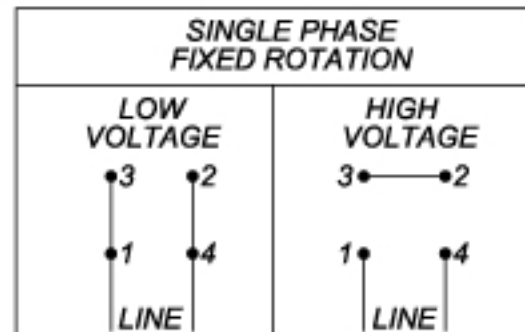 SINGLE PHASE
FIXED ROTATION
LOW
VOLTAGE
3 2
1 4
LINE
HIGH
VOLTAGE
3 2
1 4
LINE